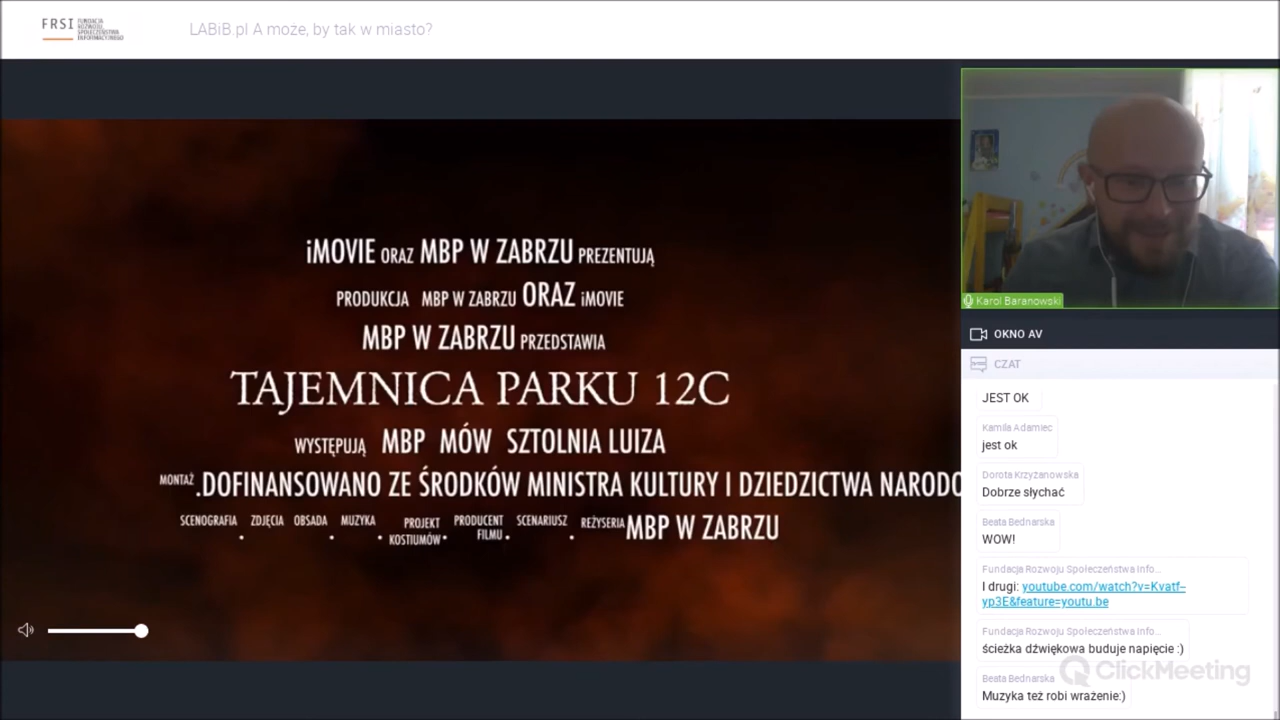 FRSI FUNDACJA
ROZWOJU
SPOŁECZEŃSTWA
INFORMACYJNEGO
LABiB.pl A może, by tak w miasto?
iMOVIE ORAZ MBP W ZABRZU PREZENTUJĄ
PRODUKCJA MBP W ZABRZU ORAZ iMOVIE
MBP W ZABRZU PRZEDSTAWIA
TAJEMNICA PARKU 12C
WYSTĘPUJĄ MBP MÓW SZTOLNIA LUIZA
MONTAŻ .DOFINANSOWANO ZE ŚRODKÓW MINISTRA KULTURY I DZIEDZICTWA NARODO
SCENOGRAFIA . ZDJĘCIA OBSADA . MUZYKA . PROJEKT KOSTIUMÓW. PRODUCENT FILMU . SCENARIUSZ . REŻYSERIA MBP W ZABRZU
Karol Baranowski
OKNO AV
CZAT
JEST OK
Kamila Adamiec
jest ok
Dorota Krzyżanowska
Dobrze słychać
Beata Bednarska
WOW!
Fundacja Rozwoju Społeczeństwa Info...
I drugi: youtube.com/watch?v=Kvatf-
yp3E&feature=youtu.be
Fundacja Rozwoju Społeczeństwa Info...
ścieżka dźwiękowa buduje napięcie :)
Beata Bednarska
Muzyka też robi wrażenie:)
ClickMeeting